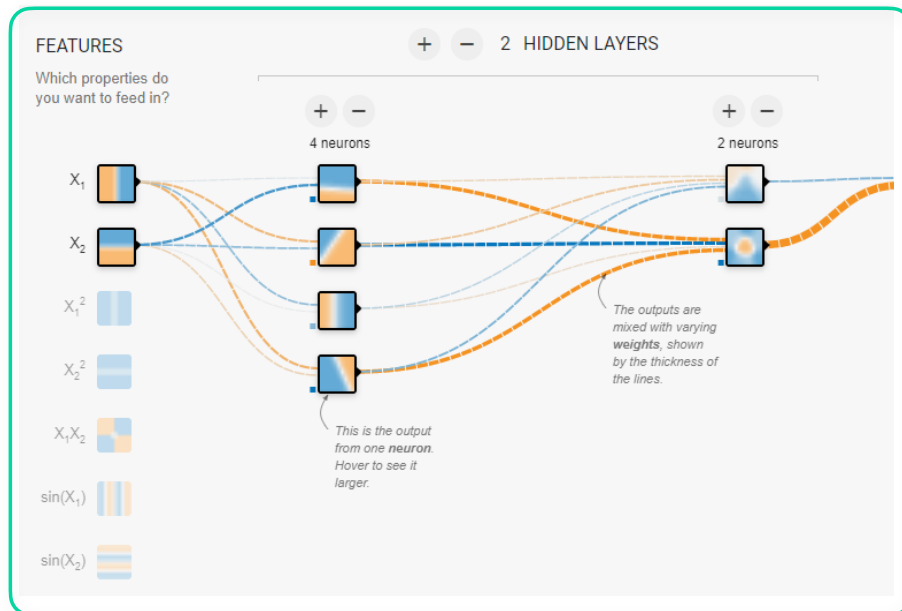 FEATURES
Which properties do
you want to feed in?
+ − 2 HIDDEN LAYERS
+ −
4 neurons
+ −
2 neurons
X₁
X₂
X₁²
X₂²
X₁X₂
sin(X₁)
sin(X₂)
This is the output
from one neuron.
Hover to see it
larger.
The outputs are
mixed with varying
weights, shown
by the thickness of
the lines.